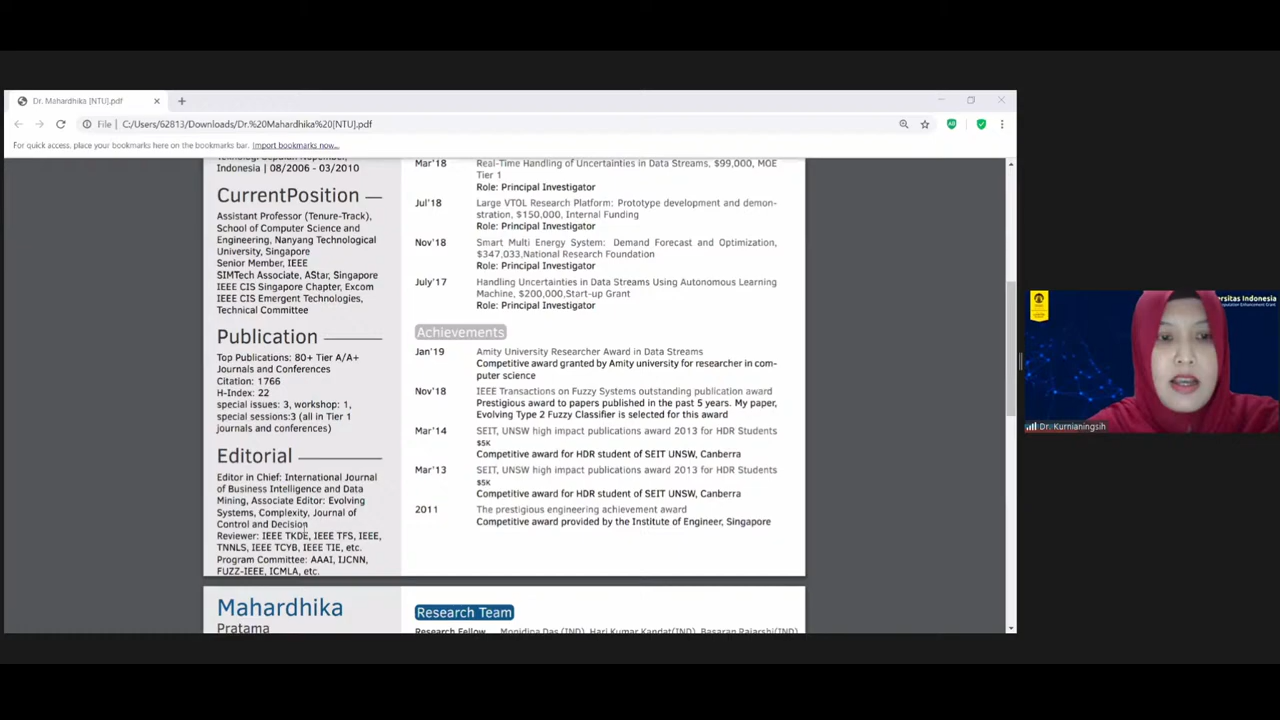 Dr. Mahardhika [NTU].pdf
File
C:/Users/62813/Downloads/Dr.%20Mahardhika%20[NTU].pdf
For quick access, place your bookmarks here on the bookmarks bar. Import bookmarks now...
Indonesia | 08/2006 - 03/2010
CurrentPosition
Assistant Professor (Tenure-Track),
School of Computer Science and
Engineering, Nanyang Technological
University, Singapore
Senior Member, IEEE
SIMTech Associate, AStar, Singapore
IEEE CIS Singapore Chapter, Excom
IEEE CIS Emergent Technologies,
Technical Committee
Publication
Top Publications: 80+ Tier A/A+
Journals and Conferences
Citation: 1766
H-Index: 22
special issues: 3, workshop: 1,
special sessions:3 (all in Tier 1
journals and conferences)
Editorial
Editor in Chief: International Journal
of Business Intelligence and Data
Mining, Associate Editor: Evolving
Systems, Complexity, Journal of
Control and Decision
Reviewer: IEEE TKDE, IEEE TFS, IEEE,
TNNLS, IEEE TCYB, IEEE TIE, etc.
Program Committee: AAAI, IJCNN,
FUZZ-IEEE, ICMLA, etc.
Mar'18 Real-Time Handling of Uncertainties in Data Streams, $99,000, MOE
Tier 1
Role: Principal Investigator
Jul'18 Large VTOL Research Platform: Prototype development and demon-
stration, $150,000, Internal Funding
Role: Principal Investigator
Nov'18 Smart Multi Energy System: Demand Forecast and Optimization,
$347,033,National Research Foundation
Role: Principal Investigator
July'17 Handling Uncertainties in Data Streams Using Autonomous Learning
Machine, $200,000,Start-up Grant
Role: Principal Investigator
Achievements
Jan'19 Amity University Researcher Award in Data Streams
Competitive award granted by Amity university for researcher in com-
puter science
Nov'18 IEEE Transactions on Fuzzy Systems outstanding publication award
Prestigious award to papers published in the past 5 years. My paper,
Evolving Type 2 Fuzzy Classifier is selected for this award
Mar'14 SEIT, UNSW high impact publications award 2013 for HDR Students
$5K
Competitive award for HDR student of SEIT UNSW, Canberra
Mar'13 SEIT, UNSW high impact publications award 2013 for HDR Students
$5K
Competitive award for HDR student of SEIT UNSW, Canberra
2011 The prestigious engineering achievement award
Competitive award provided by the Institute of Engineer, Singapore
Mahardhika
Pratama
Research Team
Research Fellow Monidipa Das (IND), Hari Kumar Kandat(IND), Basaran Pajarshi(IND)
Universitas Indonesia
Dr. Kurnianingsih